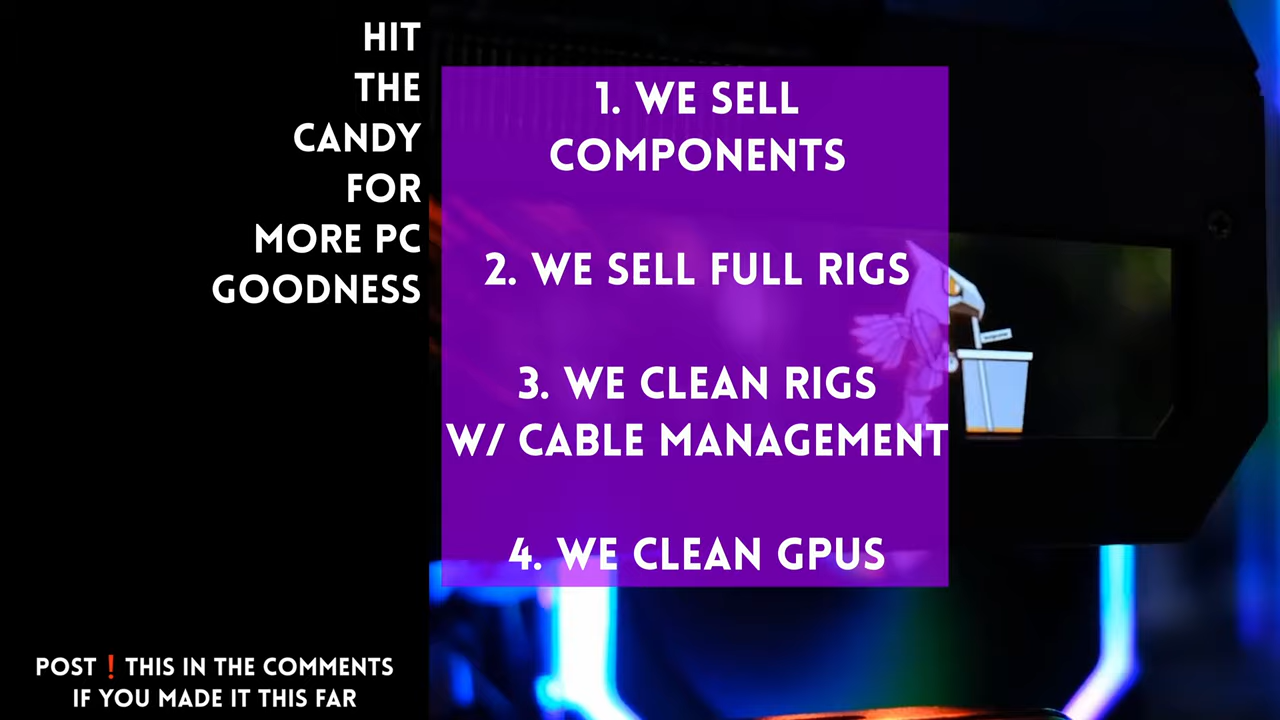 HIT
THE
CANDY
FOR
MORE PC
GOODNESS
1. WE SELL
COMPONENTS
2. WE SELL FULL RIGS
3. WE CLEAN RIGS
W/ CABLE MANAGEMENT
4. WE CLEAN GPUS
POST❗THIS IN THE COMMENTS
IF YOU MADE IT THIS FAR